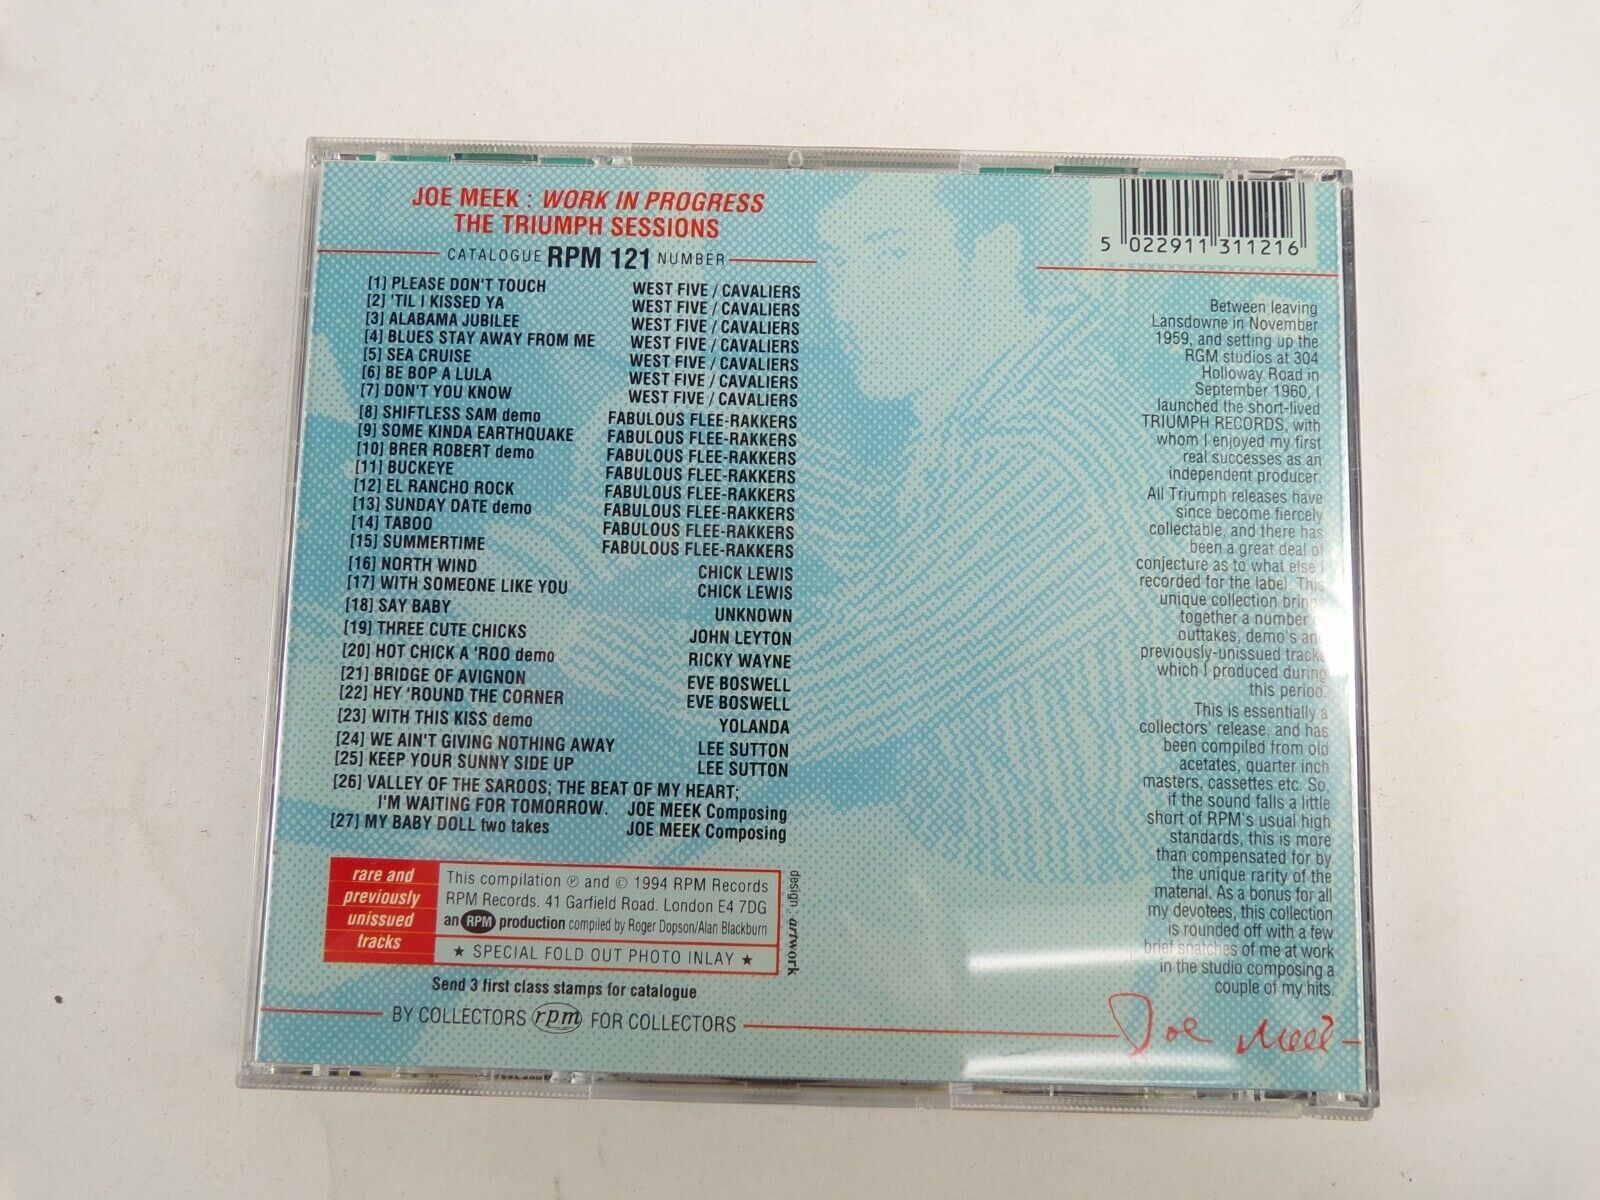 JOE MEEK : WORK IN PROGRESS
THE TRIUMPH SESSIONS
CATALOGUE RPM 121 NUMBER
[1] PLEASE DON'T TOUCH WEST FIVE / CAVALIERS
[2] 'TIL I KISSED YA WEST FIVE / CAVALIERS
[3] ALABAMA JUBILEE WEST FIVE / CAVALIERS
[4] BLUES STAY AWAY FROM ME WEST FIVE / CAVALIERS
[5] SEA CRUISE WEST FIVE / CAVALIERS
[6] BE BOP A LULA WEST FIVE / CAVALIERS
[7] DON'T YOU KNOW WEST FIVE / CAVALIERS
[8] SHIFTLESS SAM demo FABULOUS FLEE-RAKKERS
[9] SOME KINDA EARTHQUAKE FABULOUS FLEE-RAKKERS
[10] BRER ROBERT demo FABULOUS FLEE-RAKKERS
[11] BUCKEYE FABULOUS FLEE-RAKKERS
[12] EL RANCHO ROCK FABULOUS FLEE-RAKKERS
[13] SUNDAY DATE demo FABULOUS FLEE-RAKKERS
[14] TABOO FABULOUS FLEE-RAKKERS
[15] SUMMERTIME FABULOUS FLEE-RAKKERS
[16] NORTH WIND CHICK LEWIS
[17] WITH SOMEONE LIKE YOU CHICK LEWIS
[18] SAY BABY UNKNOWN
[19] THREE CUTE CHICKS JOHN LEYTON
[20] HOT CHICK A 'ROO demo RICKY WAYNE
[21] BRIDGE OF AVIGNON EVE BOSWELL
[22] HEY 'ROUND THE CORNER EVE BOSWELL
[23] WITH THIS KISS demo YOLANDA
[24] WE AIN'T GIVING NOTHING AWAY LEE SUTTON
[25] KEEP YOUR SUNNY SIDE UP LEE SUTTON
[26] VALLEY OF THE SAROOS; THE BEAT OF MY HEART;
I'M WAITING FOR TOMORROW. JOE MEEK Composing
[27] MY BABY DOLL two takes JOE MEEK Composing
rare and
previously
unissued
tracks
This compilation ℗ and © 1994 RPM Records
RPM Records. 41 Garfield Road. London E4 7DG
an RPM production compiled by Roger Dopson/Alan Blackburn
★ SPECIAL FOLD OUT PHOTO INLAY ★
design : artwork
Send 3 first class stamps for catalogue
BY COLLECTORS rpm FOR COLLECTORS
5 022911 311216
Between leaving
Lansdowne in November
1959, and setting up the
RGM studios at 304
Holloway Road in
September 1960, I
launched the short-lived
TRIUMPH RECORDS, with
whom I enjoyed my first
real successes as an
independent producer.
All Triumph releases have
since become fiercely
collectable, and there has
been a great deal of
conjecture as to what else I
recorded for the label. This
unique collection brings
together a number of
outtakes, demo's and
previously-unissued tracks
which I produced during
this period.
This is essentially a
collectors' release, and has
been compiled from old
acetates, quarter inch
masters, cassettes etc. So,
if the sound falls a little
short of RPM's usual high
standards, this is more
than compensated for by
the unique rarity of the
material. As a bonus for all
my devotees, this collection
is rounded off with a few
brief snatches of me at work
in the studio composing a
couple of my hits.
Joe Meek